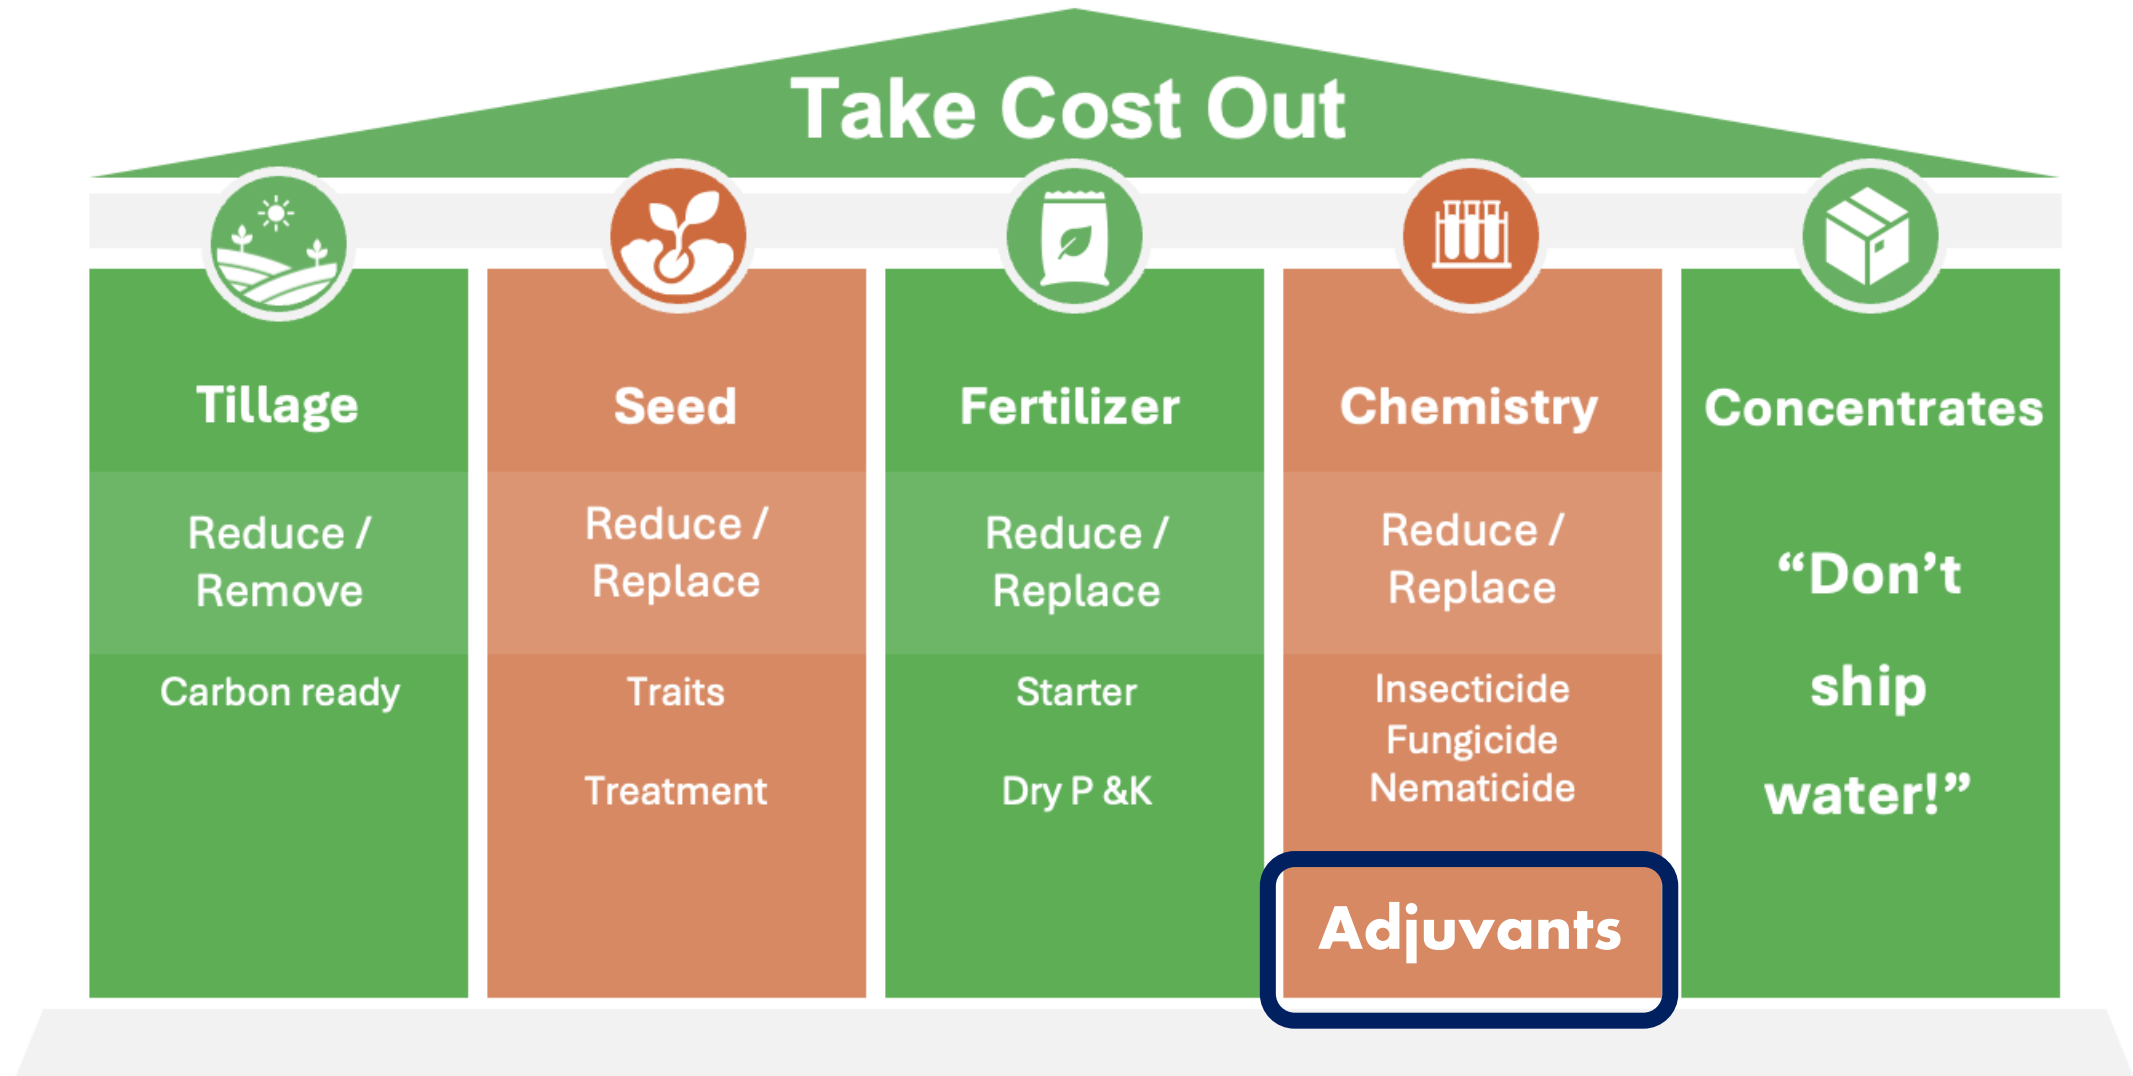 Take Cost Out
Tillage
Reduce /
Remove
Carbon ready
Seed
Reduce /
Replace
Traits
Treatment
Fertilizer
Reduce /
Replace
Starter
Dry P &K
Chemistry
Reduce /
Replace
Insecticide
Fungicide
Nematicide
Adjuvants
Concentrates
“Don’t
ship
water!”